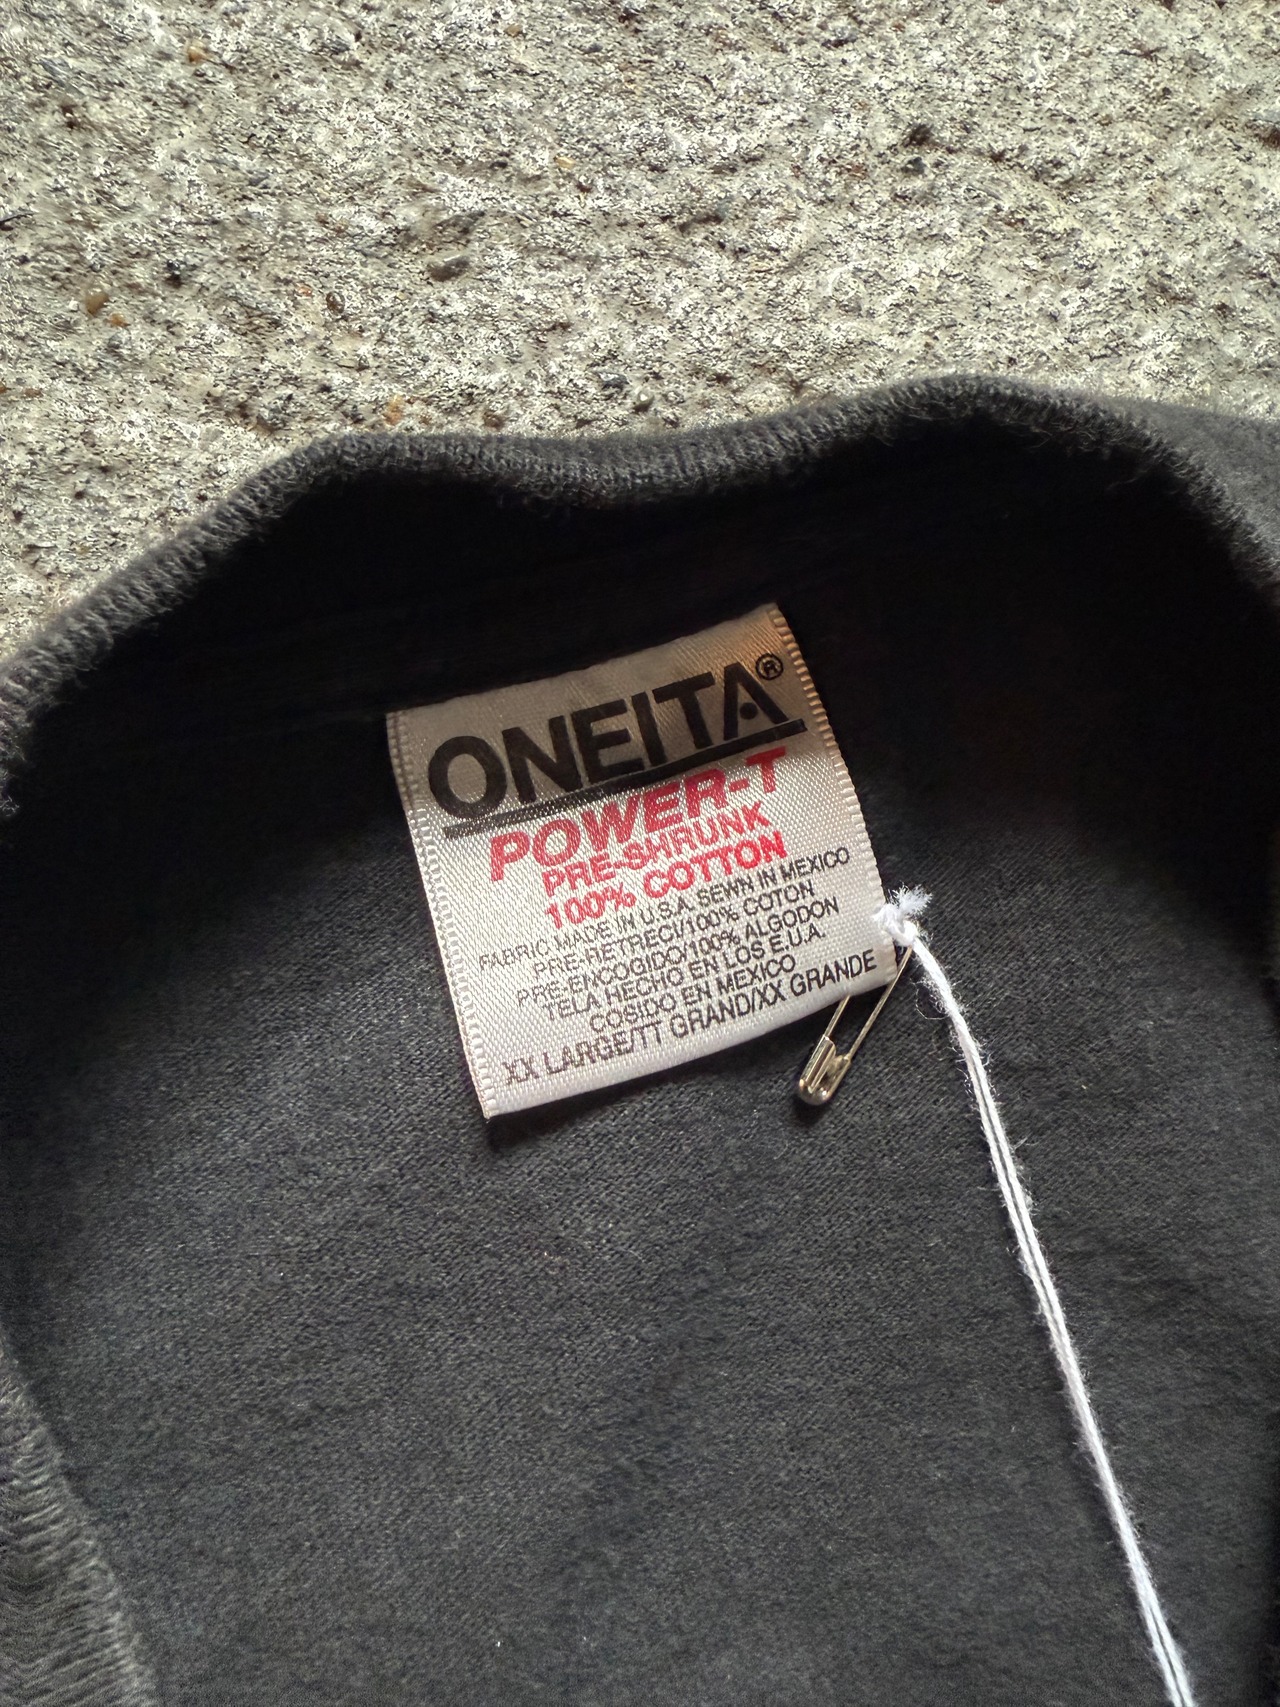 ONEITA®
POWER-T
PRE-SHRUNK
100% COTTON
FABRIC MADE IN U.S.A. SEWN IN MEXICO
PRE-RETRECI/100% COTON
PRE-ENCOGIDO/100% ALGODON
TELA HECHO EN LOS E.U.A.
COSIDO EN MEXICO
XX LARGE/TT GRAND/XX GRANDE